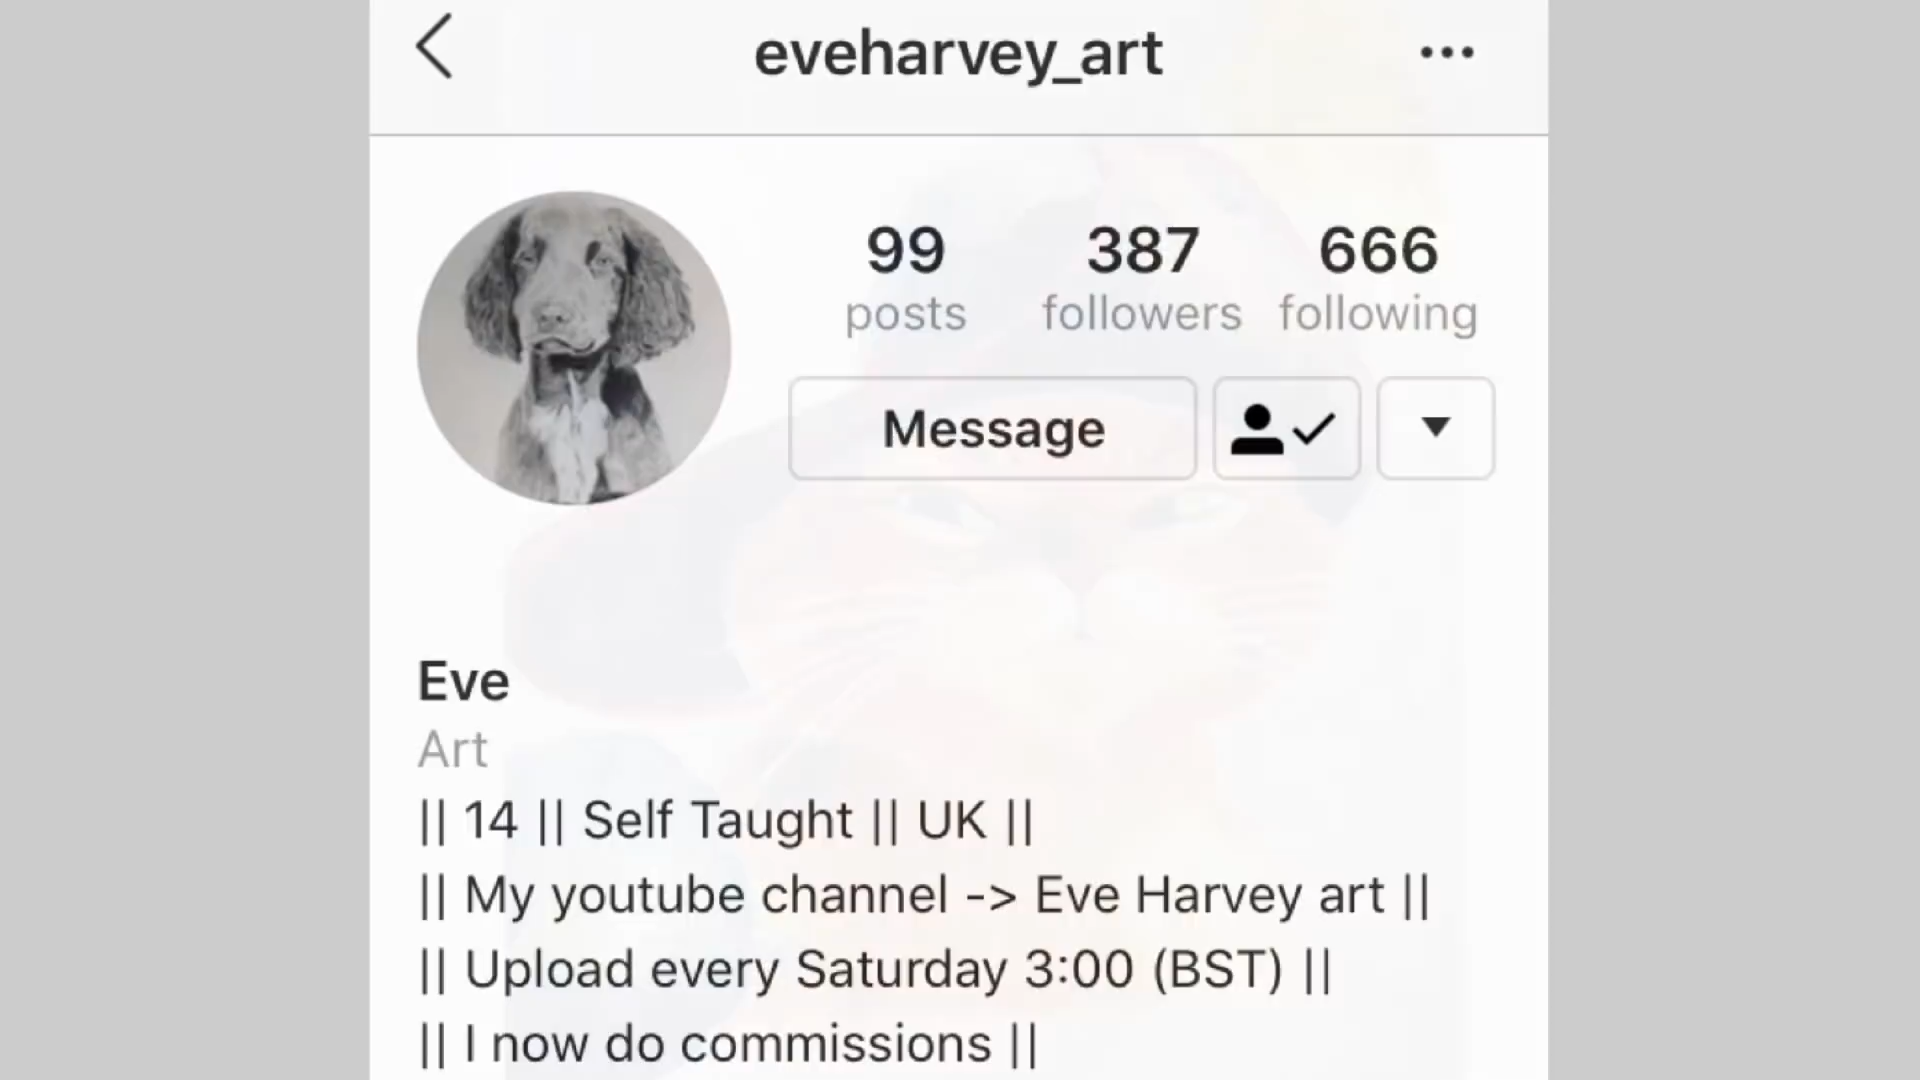 eveharvey_art
99 387 666
posts followers following
Message
Eve
Art
|| 14 || Self Taught || UK ||
|| My youtube channel -> Eve Harvey art ||
|| Upload every Saturday 3:00 (BST) ||
|| I now do commissions ||